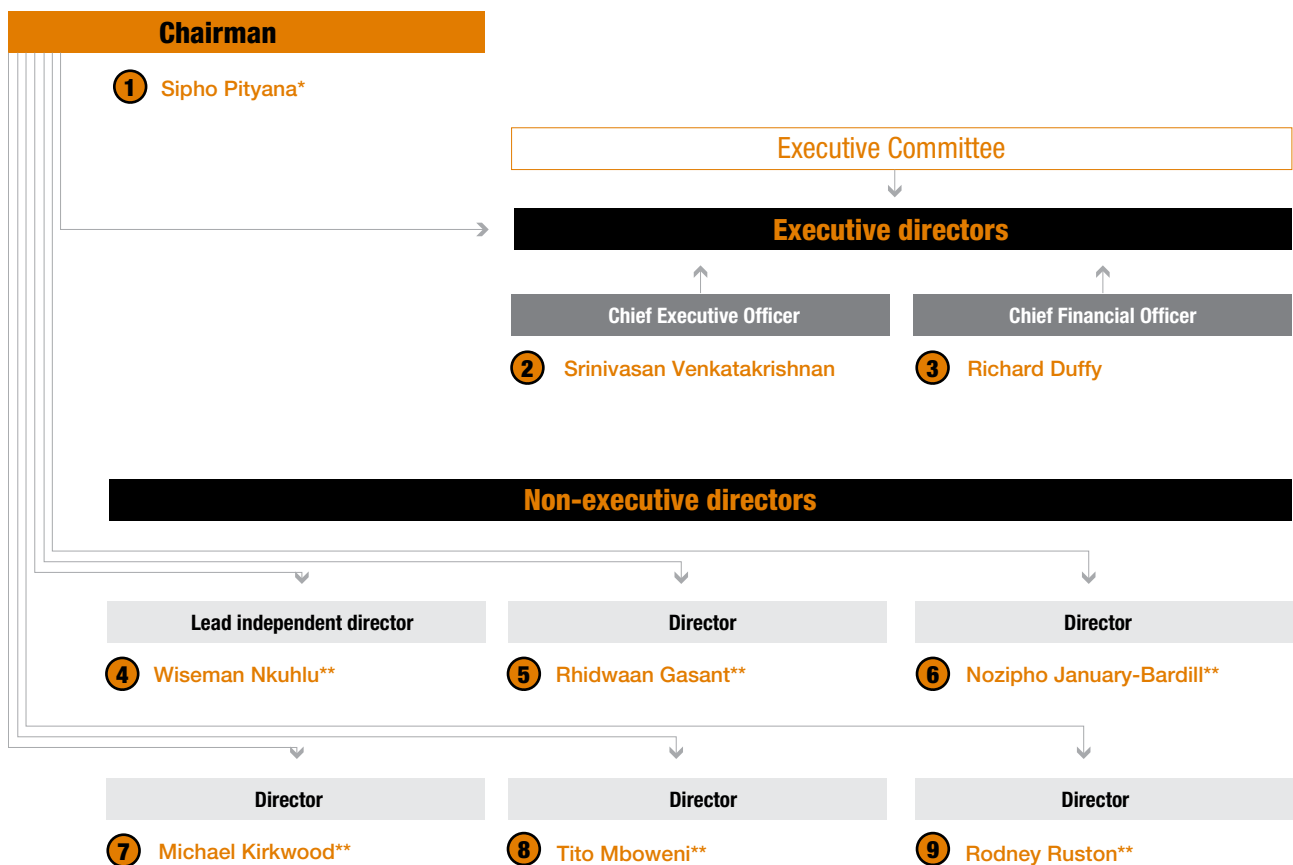 Chairman
1 Sipho Pityana*
Executive Committee
Executive directors
Chief Executive Officer
Chief Financial Officer
2 Srinivasan Venkatakrishnan
3 Richard Duffy
Non-executive directors
Lead independent director
Director
Director
4 Wiseman Nkuhlu**
5 Rhidwaan Gasant**
6 Nozipho January-Bardill**
Director
Director
Director
7 Michael Kirkwood**
8 Tito Mboweni**
9 Rodney Ruston**